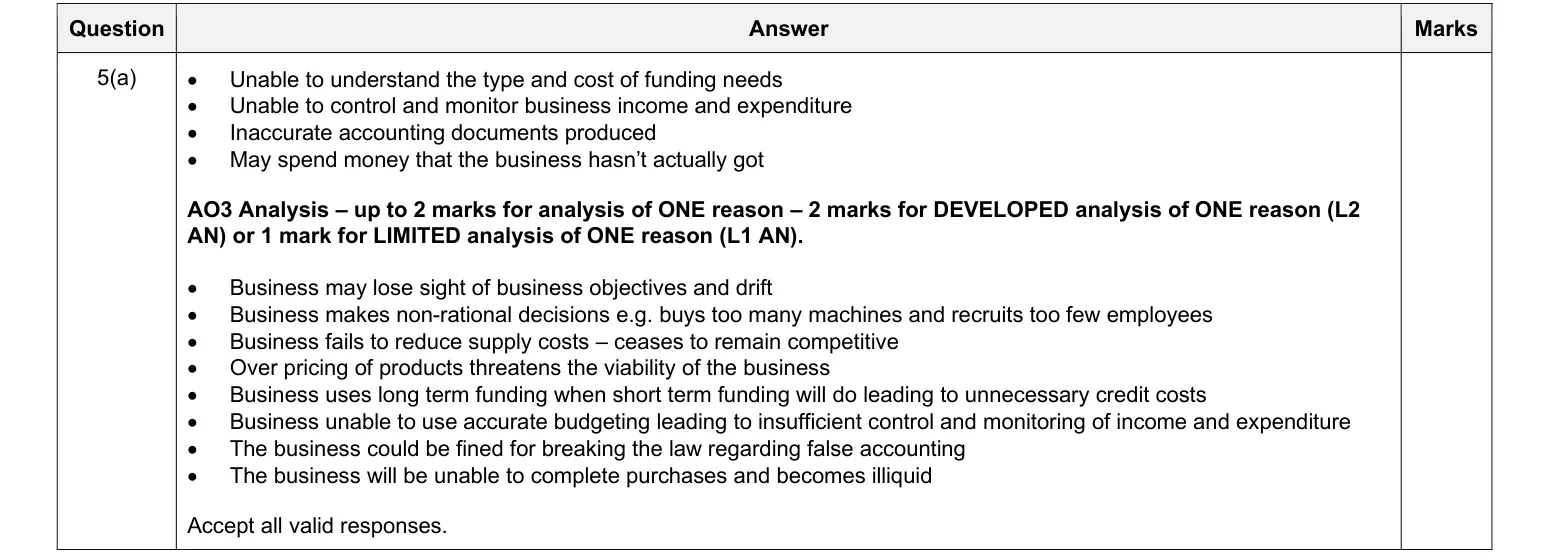 Question Answer Marks
5(a)
• Unable to understand the type and cost of funding needs
• Unable to control and monitor business income and expenditure
• Inaccurate accounting documents produced
• May spend money that the business hasn’t actually got
AO3 Analysis – up to 2 marks for analysis of ONE reason – 2 marks for DEVELOPED analysis of ONE reason (L2
AN) or 1 mark for LIMITED analysis of ONE reason (L1 AN).
• Business may lose sight of business objectives and drift
• Business makes non-rational decisions e.g. buys too many machines and recruits too few employees
• Business fails to reduce supply costs – ceases to remain competitive
• Over pricing of products threatens the viability of the business
• Business uses long term funding when short term funding will do leading to unnecessary credit costs
• Business unable to use accurate budgeting leading to insufficient control and monitoring of income and expenditure
• The business could be fined for breaking the law regarding false accounting
• The business will be unable to complete purchases and becomes illiquid
Accept all valid responses.